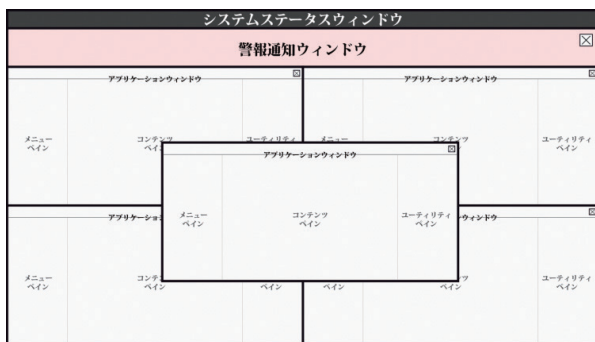 システムステータスウィンドウ
警報通知ウィンドウ
アプリケーションウィンドウ
アプリケーションウィンドウ
メニュー
ペイン
コンテンツ
ペイ
ユーティリティ
メニュー
コンテンツ
ユーティリティ
ペイン
アプリケーションウィンドウ
メニュー
ペイン
コンテンツ
ペイン
ユーティリティ
ペイン
アプリケーショ
ウィンドウ
メニュー
ペイン
コンテ
ペイン
ペイン
ペイン
ツ
ペイン
ユーティリティ
ペイン